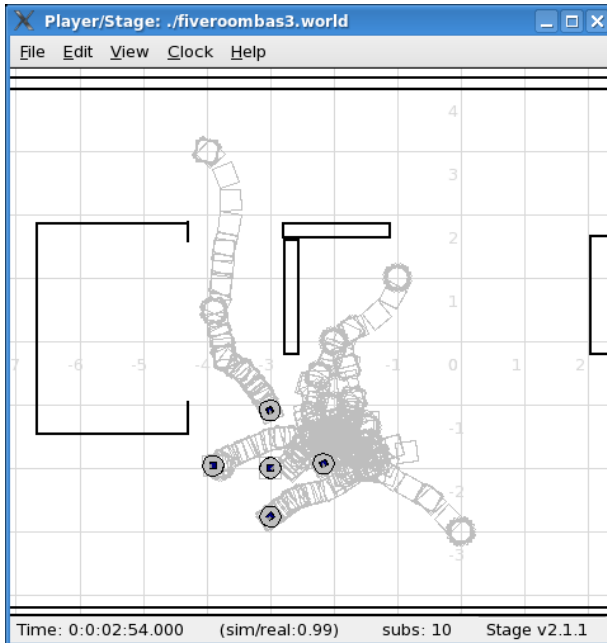 Player/Stage: ./fiveroombas3.world
File Edit View Clock Help
4
3
2
1
-7 -4 -3 -1 0 1 2
-1
-2
-3
Time: 0:0:02:54.000 (sim/real:0.99) subs: 10 Stage v2.1.1